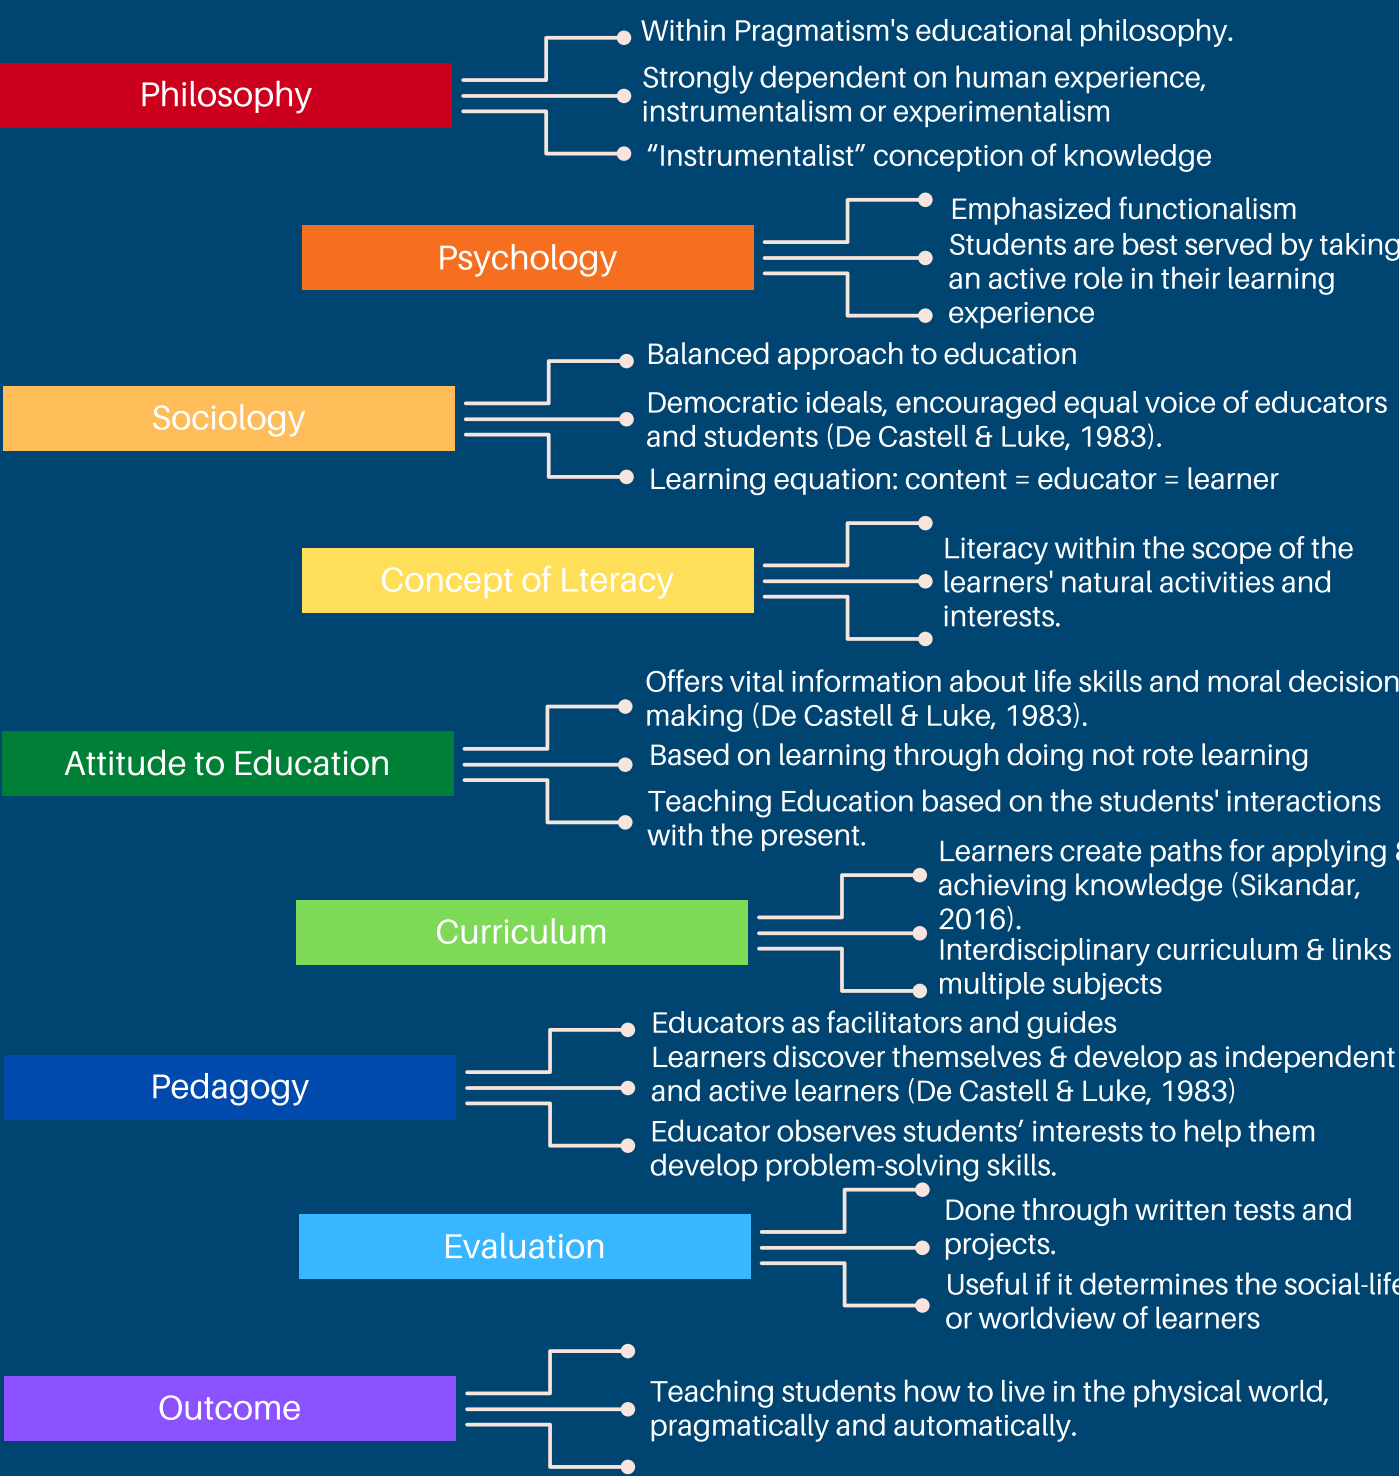 Philosophy
Within Pragmatism's educational philosophy.
Strongly dependent on human experience,
instrumentalism or experimentalism
“Instrumentalist” conception of knowledge
Psychology
Emphasized functionalism
Students are best served by taking
an active role in their learning
experience
Sociology
Balanced approach to education
Democratic ideals, encouraged equal voice of educators
and students (De Castell & Luke, 1983).
Learning equation: content = educator = learner
Concept of Lteracy
Literacy within the scope of the
learners' natural activities and
interests.
Attitude to Education
Offers vital information about life skills and moral decision
making (De Castell & Luke, 1983).
Based on learning through doing not rote learning
Teaching Education based on the students' interactions
with the present.
Curriculum
Learners create paths for applying &
achieving knowledge (Sikandar,
2016).
Interdisciplinary curriculum & links
multiple subjects
Pedagogy
Educators as facilitators and guides
Learners discover themselves & develop as independent
and active learners (De Castell & Luke, 1983)
Educator observes students’ interests to help them
develop problem-solving skills.
Evaluation
Done through written tests and
projects.
Useful if it determines the social-life
or worldview of learners
Outcome
Teaching students how to live in the physical world,
pragmatically and automatically.